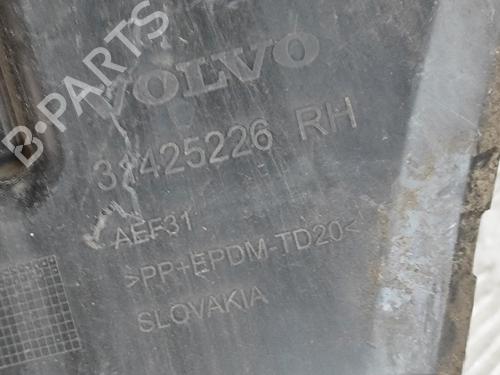 B-PARTS
VOLVO
31425226 RH
AEF31
>PP+EPDM-TD20<
SLOVAKIA